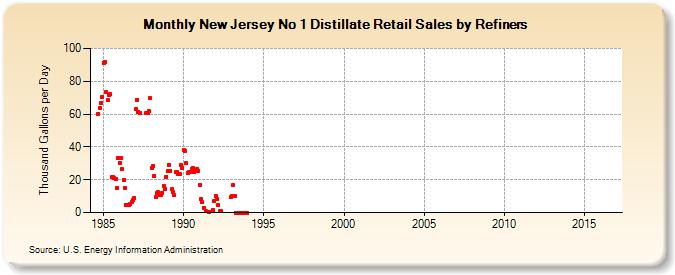 Monthly New Jersey No 1 Distillate Retail Sales by Refiners
Thousand Gallons per Day
100
80
60
40
20
0
1985 1990 1995 2000 2005 2010 2015
Source: U.S. Energy Information Administration